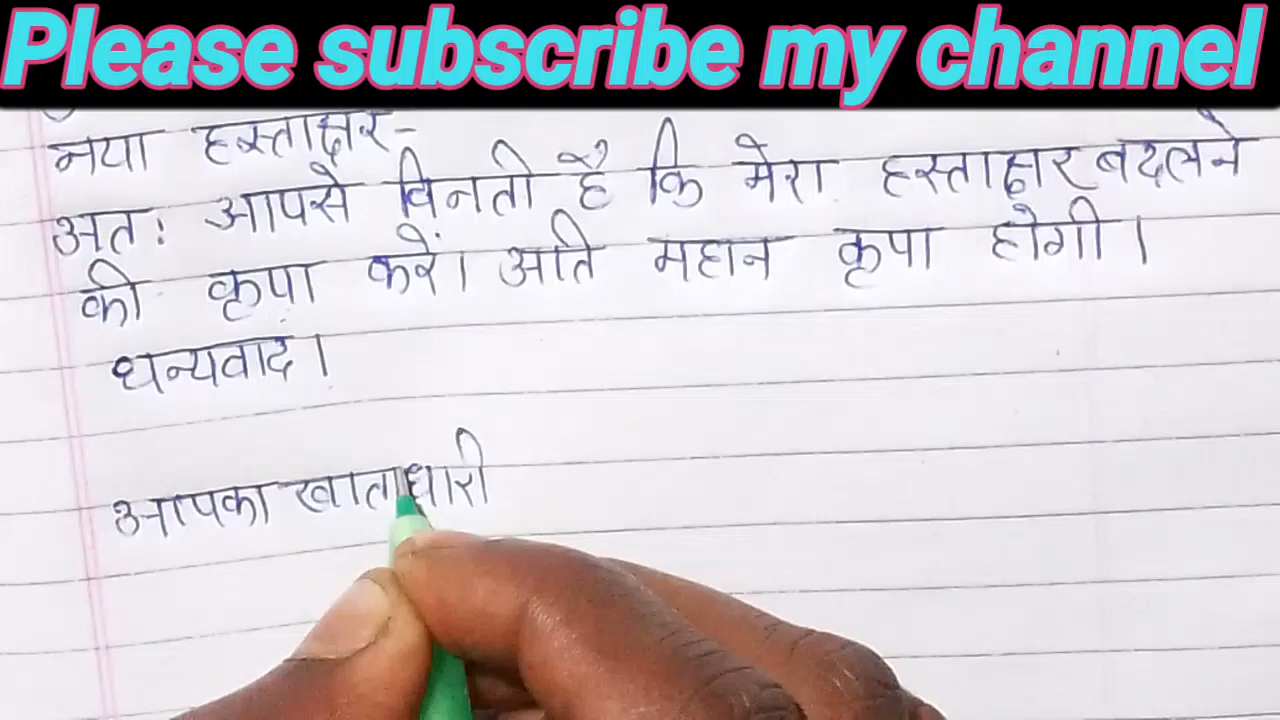 Please subscribe my channel
नया हस्ताक्षर-
अतः आपसे विनती है कि मेरा हस्ताक्षर बदलने
की कृपा करें। अति महान कृपा होगी।
धन्यवाद।
आपका खाताधारी